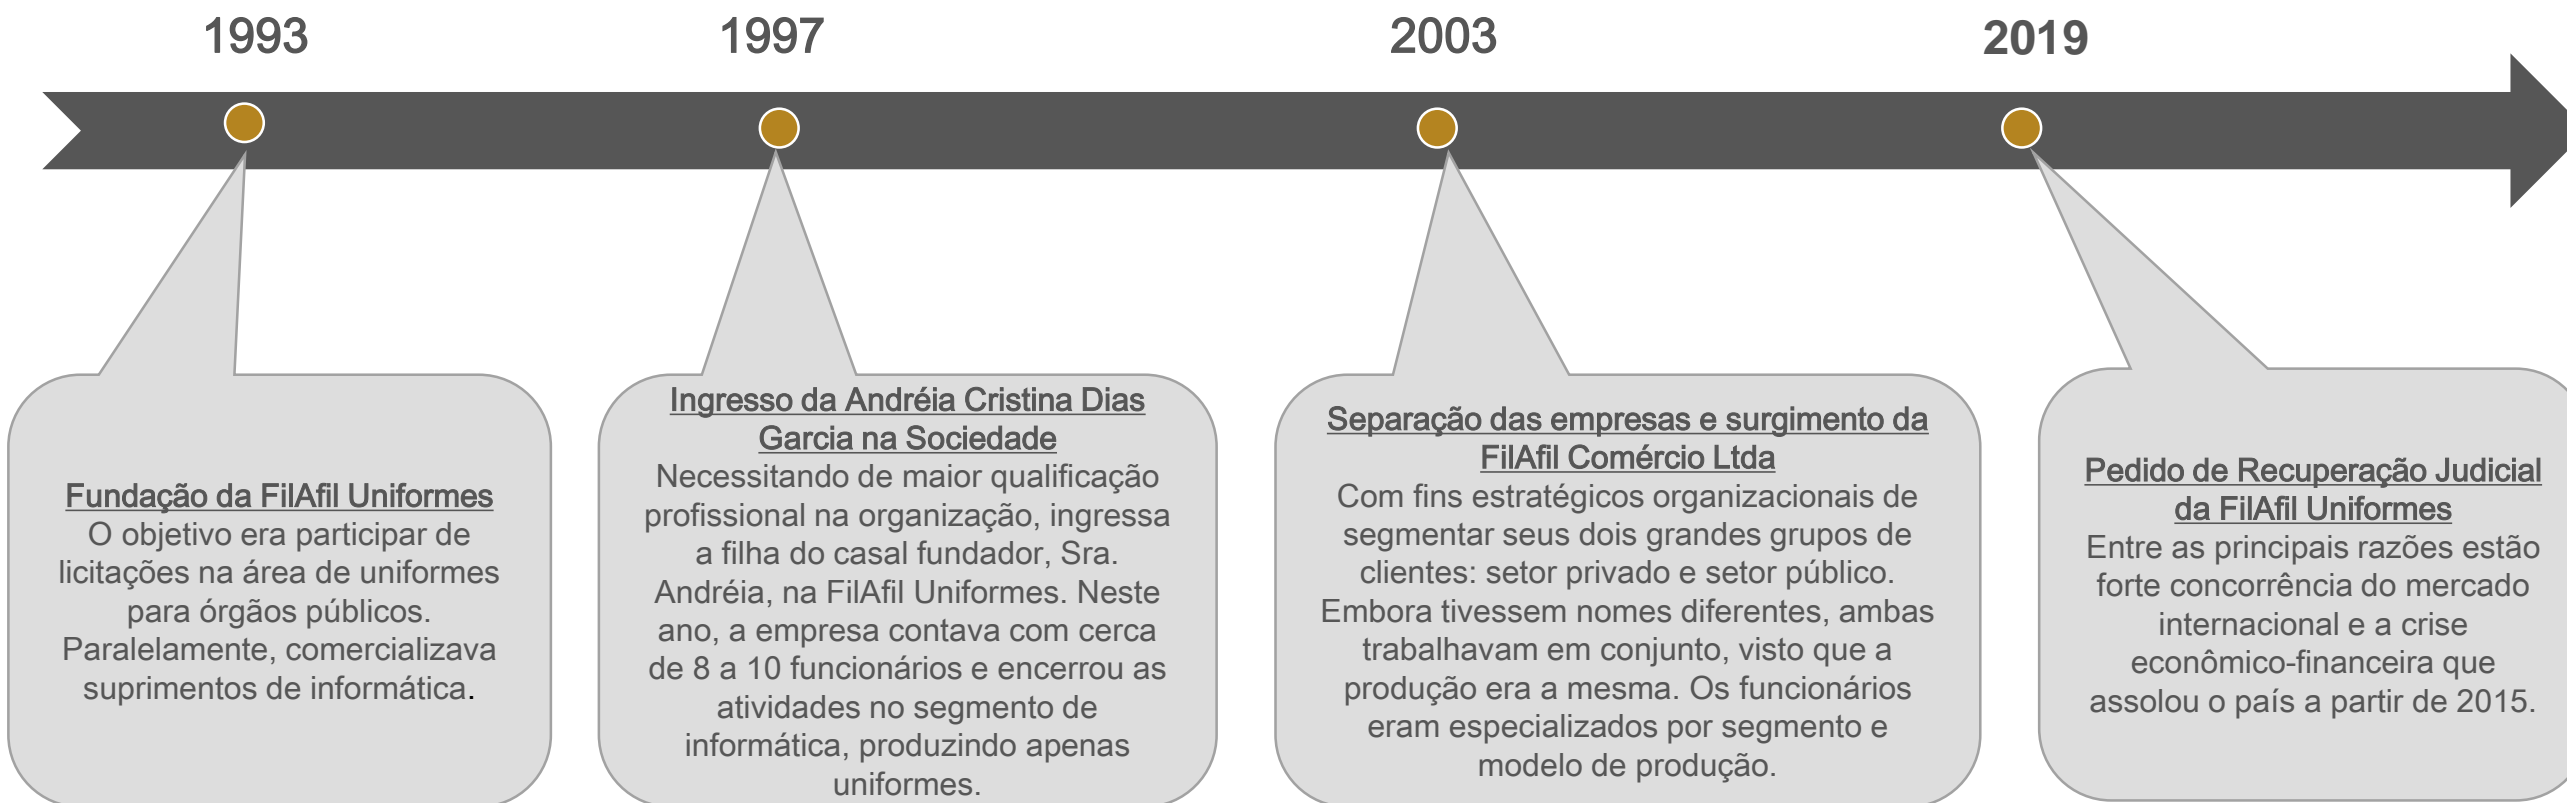 1993
1997
2003
2019
Fundação da FilAfil Uniformes
O objetivo era participar de
licitações na área de uniformes
para órgãos públicos.
Paralelamente, comercializava
suprimentos de informática.
Ingresso da Andréia Cristina Dias
Garcia na Sociedade
Necessitando de maior qualificação
profissional na organização, ingressa
a filha do casal fundador, Sra.
Andréia, na FilAfil Uniformes. Neste
ano, a empresa contava com cerca
de 8 a 10 funcionários e encerrou as
atividades no segmento de
informática, produzindo apenas
uniformes.
Separação das empresas e surgimento da
FilAfil Comércio Ltda
Com fins estratégicos organizacionais de
segmentar seus dois grandes grupos de
clientes: setor privado e setor público.
Embora tivessem nomes diferentes, ambas
trabalhavam em conjunto, visto que a
produção era a mesma. Os funcionários
eram especializados por segmento e
modelo de produção.
Pedido de Recuperação Judicial
da FilAfil Uniformes
Entre as principais razões estão
forte concorrência do mercado
internacional e a crise
econômico-financeira que
assolou o país a partir de 2015.